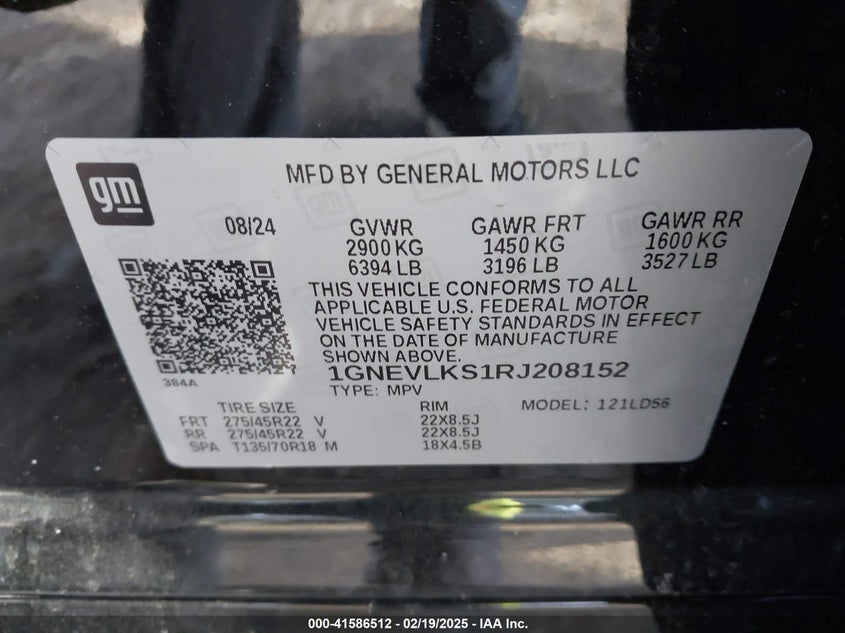 gm
MFD BY GENERAL MOTORS LLC
08/24 GVWR GAWR FRT GAWR RR
2900 KG 1450 KG 1600 KG
6394 LB 3196 LB 3527 LB
THIS VEHICLE CONFORMS TO ALL
APPLICABLE U.S. FEDERAL MOTOR
VEHICLE SAFETY STANDARDS IN EFFECT
ON THE DATE OF MANUFACTURE
SHOWN ABOVE.
384A
1GNEVLKS1RJ208152
TYPE: MPV
TIRE SIZE RIM MODEL: 121LD56
FRT 275/45R22 V 22X8.5J
RR 275/45R22 V 22X8.5J
SPA T135/70R18 M 18X4.5B
000-41586512 - 02/19/2025 - IAA Inc.